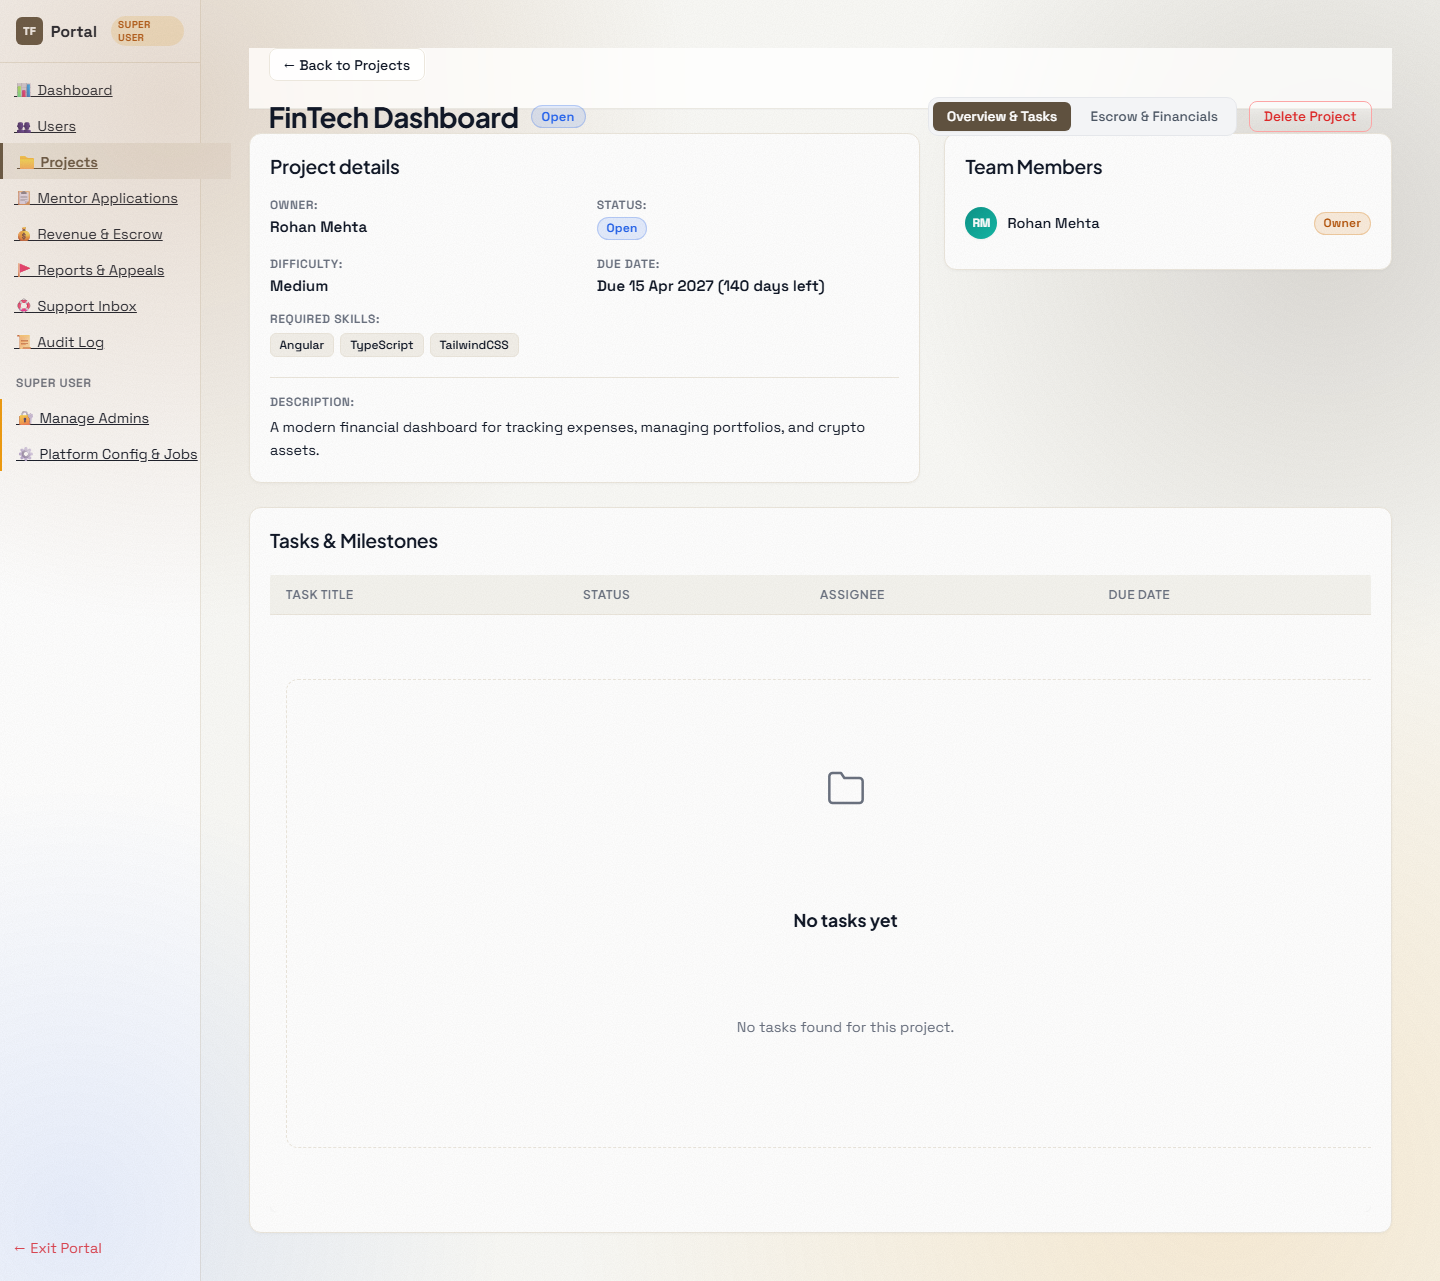 TF Portal SUPER USER
📊 Dashboard
👥 Users
📁 Projects
📋 Mentor Applications
💰 Revenue & Escrow
🚩 Reports & Appeals
🛟 Support Inbox
📜 Audit Log
SUPER USER
🔐 Manage Admins
⚙️ Platform Config & Jobs
← Exit Portal
← Back to Projects
FinTech Dashboard Open
Overview & Tasks Escrow & Financials Delete Project
Project details
OWNER: STATUS:
Rohan Mehta Open
DIFFICULTY: DUE DATE:
Medium Due 15 Apr 2027 (140 days left)
REQUIRED SKILLS:
Angular TypeScript TailwindCSS
DESCRIPTION:
A modern financial dashboard for tracking expenses, managing portfolios, and crypto
assets.
Team Members
RM Rohan Mehta Owner
Tasks & Milestones
TASK TITLE STATUS ASSIGNEE DUE DATE
No tasks yet
No tasks found for this project.